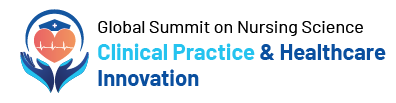 Global Summit on Nursing Science
Clinical Practice & Healthcare
Innovation